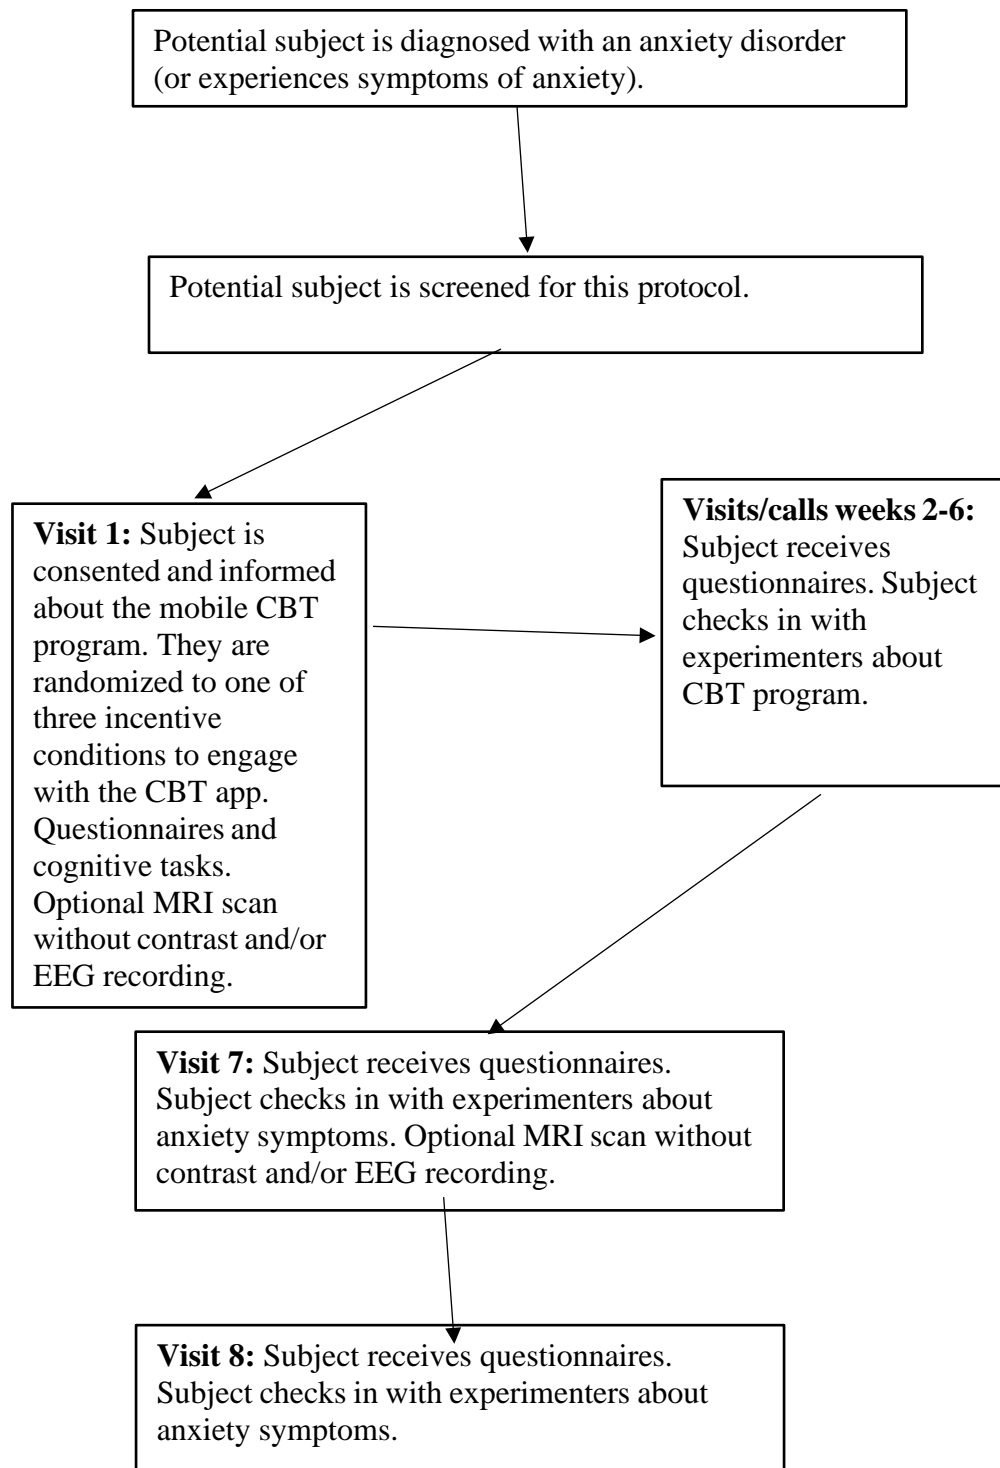 Potential subject is diagnosed with an anxiety disorder
(or experiences symptoms of anxiety).
Potential subject is screened for this protocol.
Visit 1: Subject is
consented and informed
about the mobile CBT
program. They are
randomized to one of
three incentive
conditions to engage
with the CBT app.
Questionnaires and
cognitive tasks.
Optional MRI scan
without contrast and/or
EEG recording.
Visits/calls weeks 2-6:
Subject receives
questionnaires. Subject
checks in with
experimenters about
CBT program.
Visit 7: Subject receives questionnaires.
Subject checks in with experimenters about
anxiety symptoms. Optional MRI scan without
contrast and/or EEG recording.
Visit 8: Subject receives questionnaires.
Subject checks in with experimenters about
anxiety symptoms.